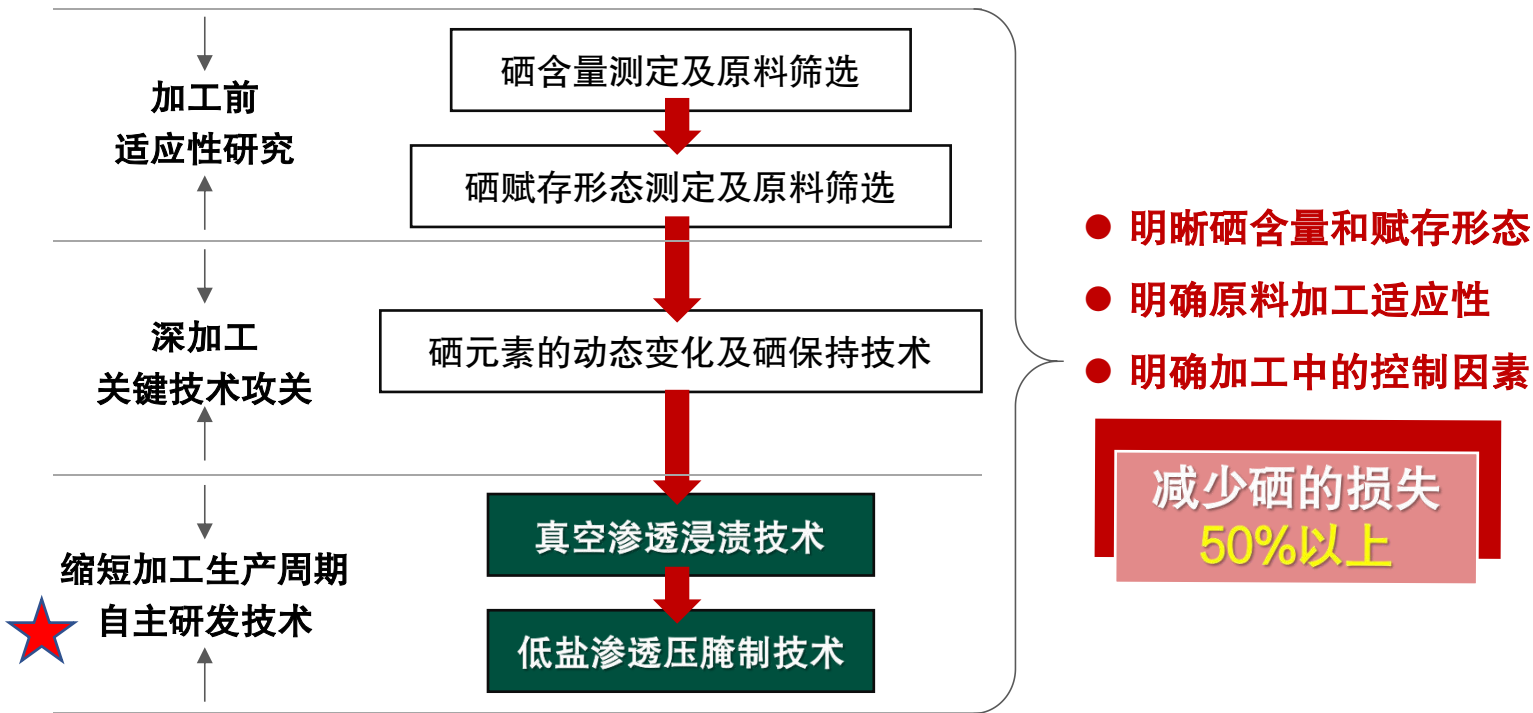 加工前
适应性研究
硒含量测定及原料筛选
硒赋存形态测定及原料筛选
深加工
关键技术攻关
硒元素的动态变化及硒保持技术
缩短加工生产周期
自主研发技术
真空渗透浸渍技术
低盐渗透压腌制技术
明晰硒含量和赋存形态
明确原料加工适应性
明确加工中的控制因素
减少硒的损失
50%以上